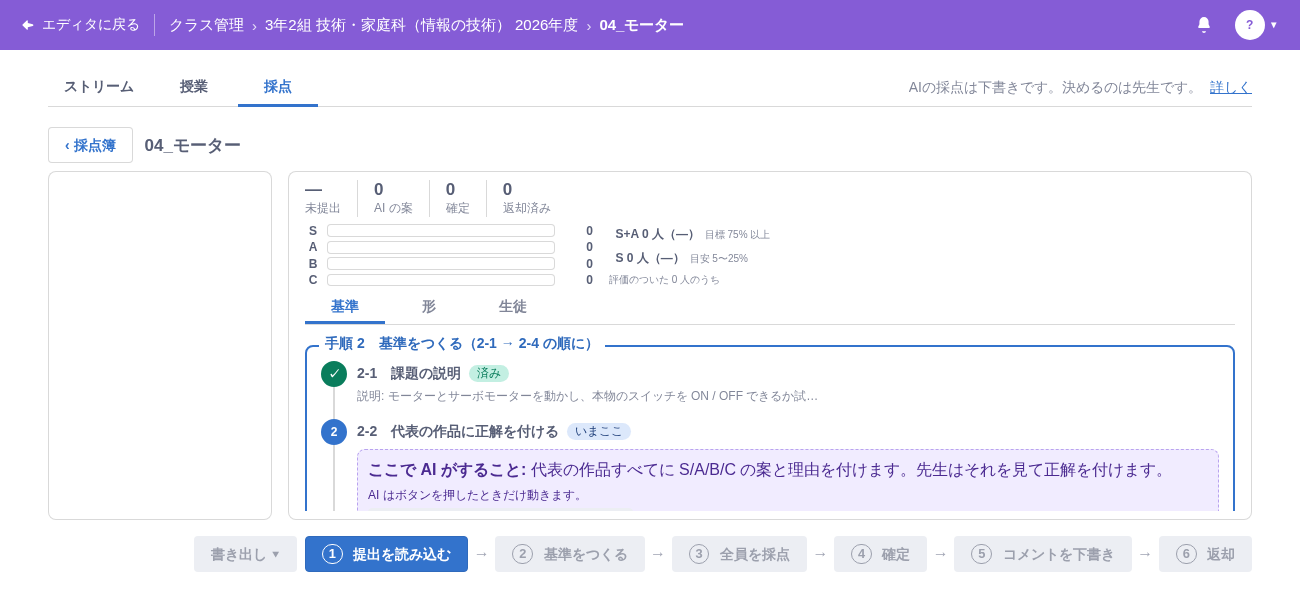 エディタに戻る
クラス管理 › 3年2組 技術・家庭科（情報の技術） 2026年度 › 04_モーター
?
ストリーム 授業 採点
AIの採点は下書きです。決めるのは先生です。 詳しく
‹ 採点簿 04_モーター
— 0 0 0
未提出 AI の案 確定 返却済み
S 0
A 0
B 0
C 0
S+A 0 人（—） 目標 75% 以上
S 0 人（—） 目安 5〜25%
評価のついた 0 人のうち
基準 形 生徒
手順 2 基準をつくる（2-1 → 2-4 の順に）
✓ 2-1 課題の説明 済み
説明: モーターとサーボモーターを動かし、本物のスイッチを ON / OFF できるか試…
2 2-2 代表の作品に正解を付ける いまここ
ここで AI がすること: 代表の作品すべてに S/A/B/C の案と理由を付けます。先生はそれを見て正解を付けます。
AI はボタンを押したときだけ動きます。
書き出し ▾ 1 提出を読み込む → 2 基準をつくる → 3 全員を採点 → 4 確定 → 5 コメントを下書き → 6 返却